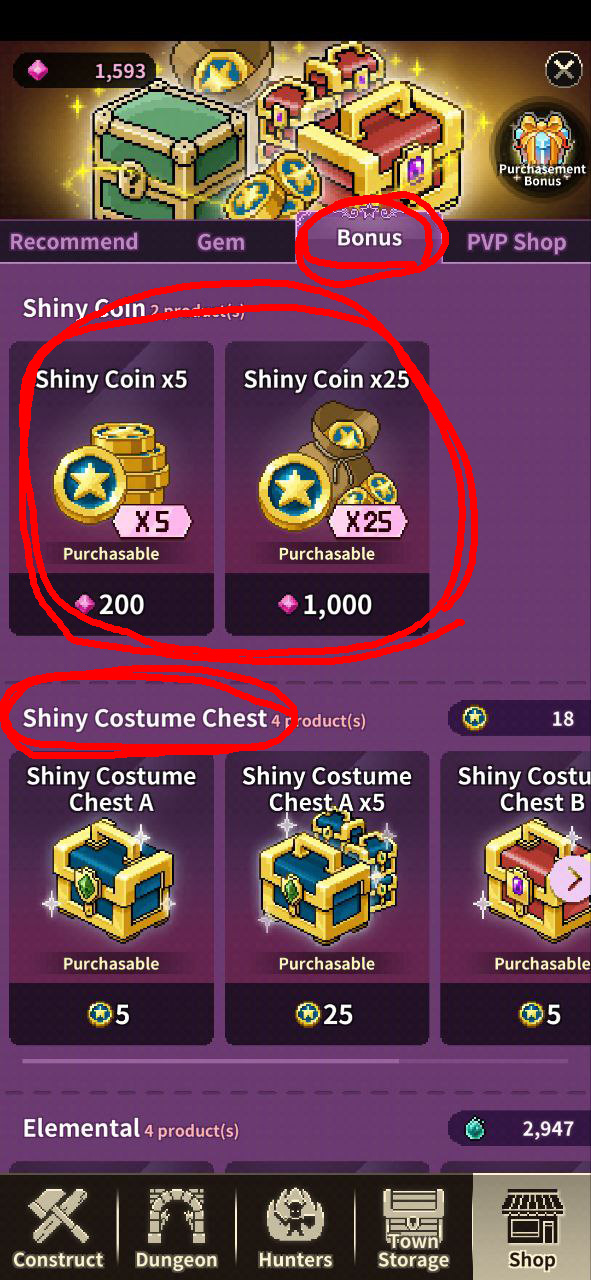 1,593
Purchasement
Bonus
Recommend
Gem
Bonus
PVP Shop
Shiny Coin 2 product(s)
Shiny Coin x5
Shiny Coin x25
X5
X25
Purchasable
Purchasable
200
1,000
Shiny Costume Chest 4 product(s)
18
Shiny Costume
Chest A
Shiny Costume
Chest A x5
Shiny Costu
Chest B
Purchasable
Purchasable
Purchasable
5
25
5
Elemental 4 product(s)
2,947
Construct
Dungeon
Hunters
Town
Storage
Shop